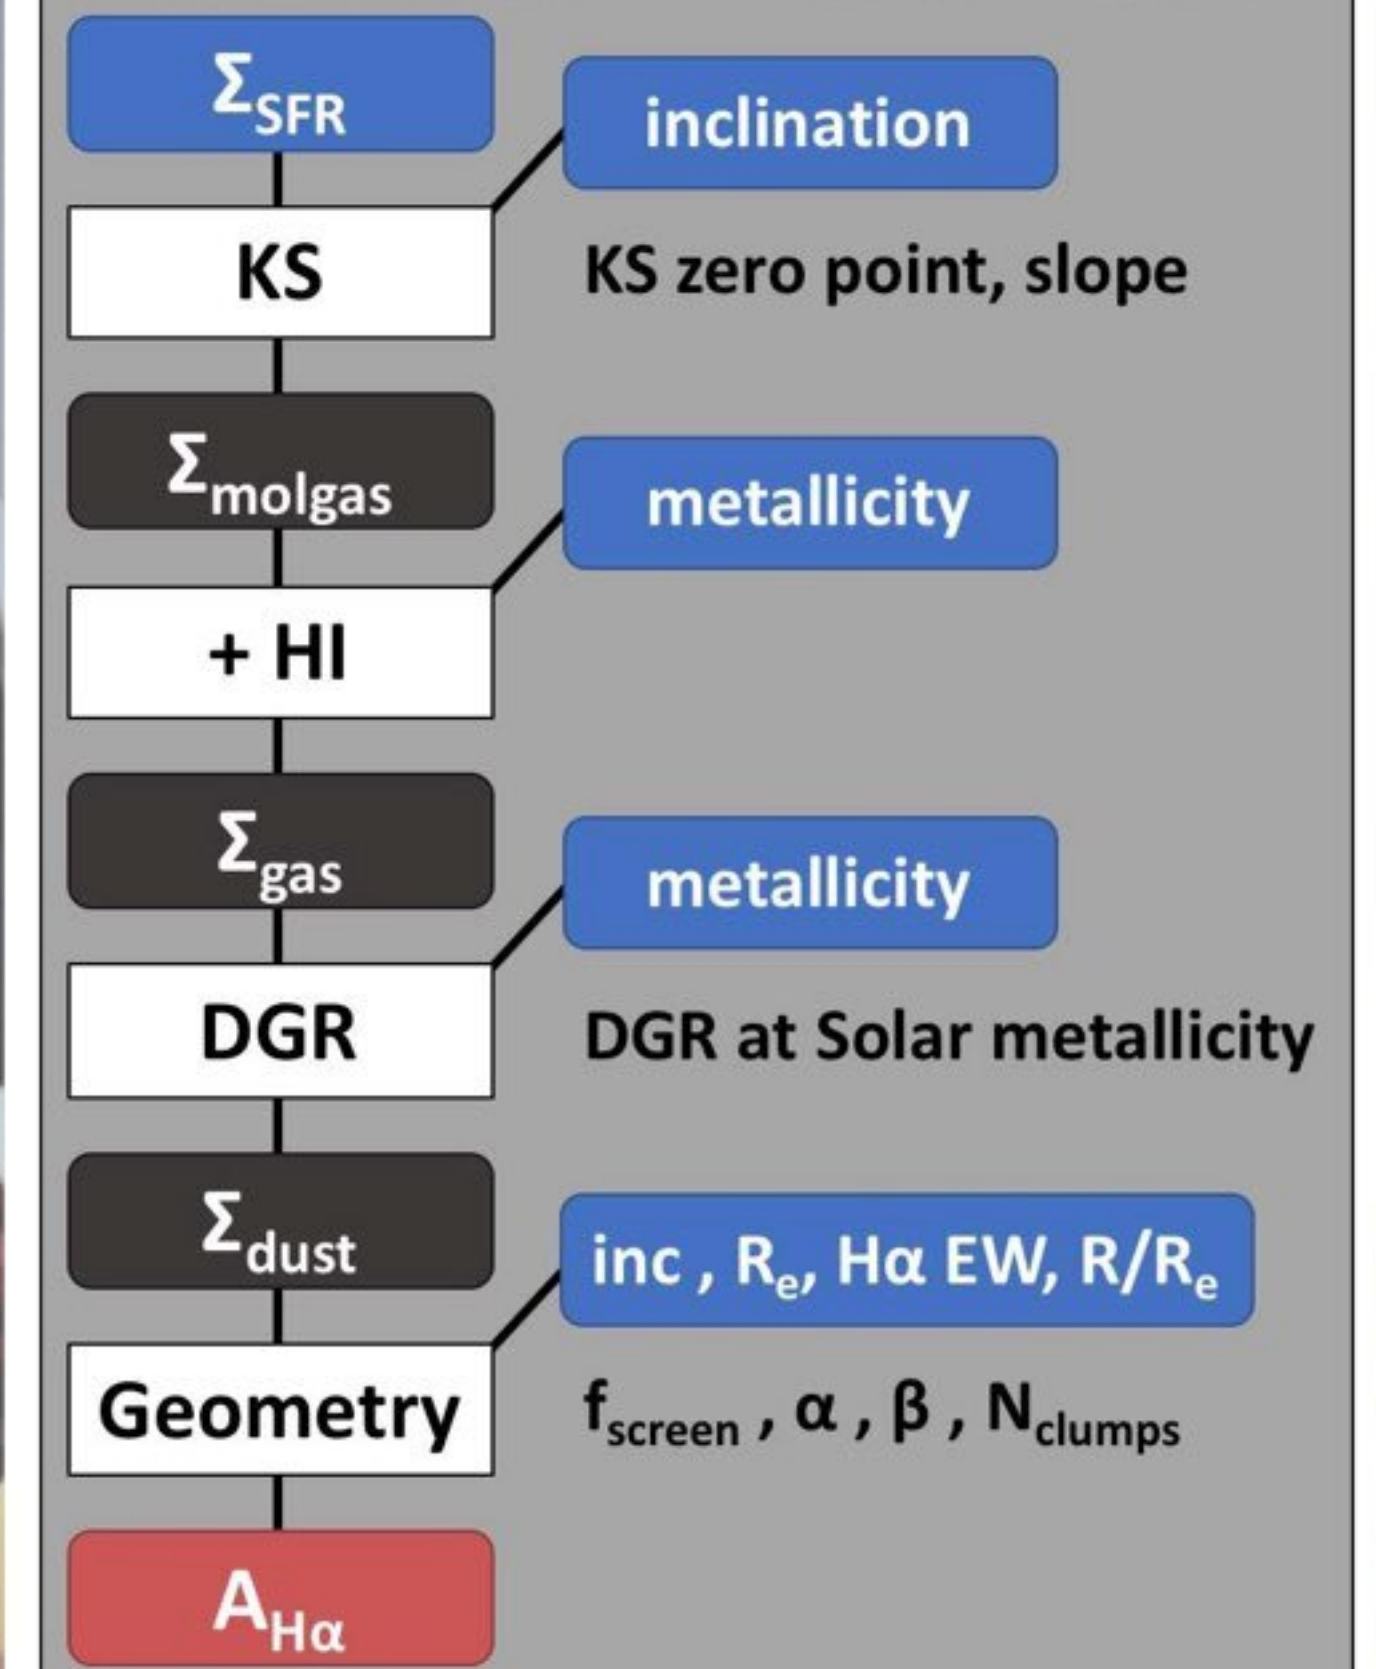 Σ_SFR
inclination
KS
KS zero point, slope
Σ_molgas
metallicity
+ HI
Σ_gas
metallicity
DGR
DGR at Solar metallicity
Σ_dust
inc , R_e, Hα EW, R/R_e
Geometry
f_screen , α , β , N_clumps
A_Hα